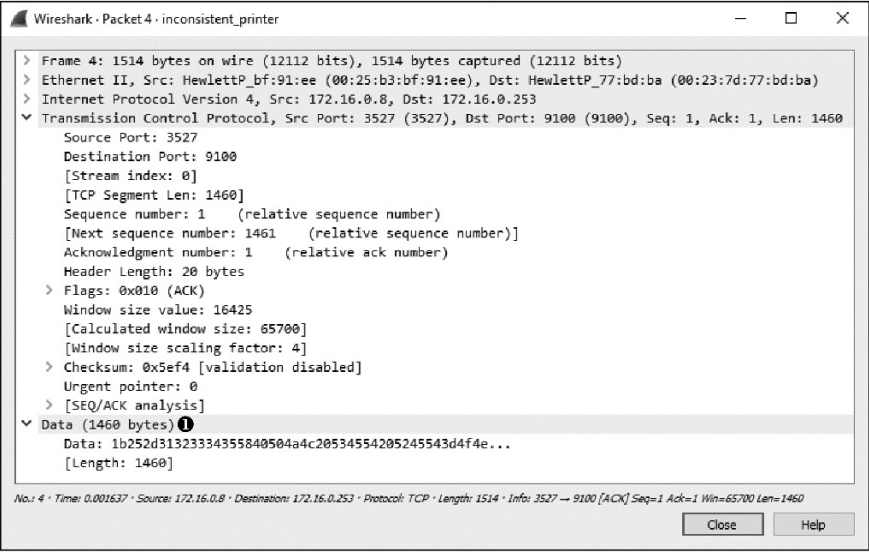 Wireshark · Packet 4 · inconsistent_printer
> Frame 4: 1514 bytes on wire (12112 bits), 1514 bytes captured (12112 bits)
> Ethernet II, Src: HewlettP_bf:91:ee (00:25:b3:bf:91:ee), Dst: HewlettP_77:bd:ba (00:23:7d:77:bd:ba)
> Internet Protocol Version 4, Src: 172.16.0.8, Dst: 172.16.0.253
Transmission Control Protocol, Src Port: 3527 (3527), Dst Port: 9100 (9100), Seq: 1, Ack: 1, Len: 1460
Source Port: 3527
Destination Port: 9100
[Stream index: 0]
[TCP Segment Len: 1460]
Sequence number: 1 (relative sequence number)
[Next sequence number: 1461 (relative sequence number)]
Acknowledgment number: 1 (relative ack number)
Header Length: 20 bytes
> Flags: 0x010 (ACK)
Window size value: 16425
[Calculated window size: 65700]
[Window size scaling factor: 4]
> Checksum: 0x5ef4 [validation disabled]
Urgent pointer: 0
> [SEQ/ACK analysis]
Data (1460 bytes) ❶
Data: 1b252d31323334355840504a4c20534554205245543d4f4e...
[Length: 1460]
No.: 4 · Time: 0.001637 · Source: 172.16.0.8 · Destination: 172.16.0.253 · Protocol: TCP · Length: 1514 · Info: 3527 → 9100 [ACK] Seq=1 Ack=1 Win=65700 Len=1460
Close Help